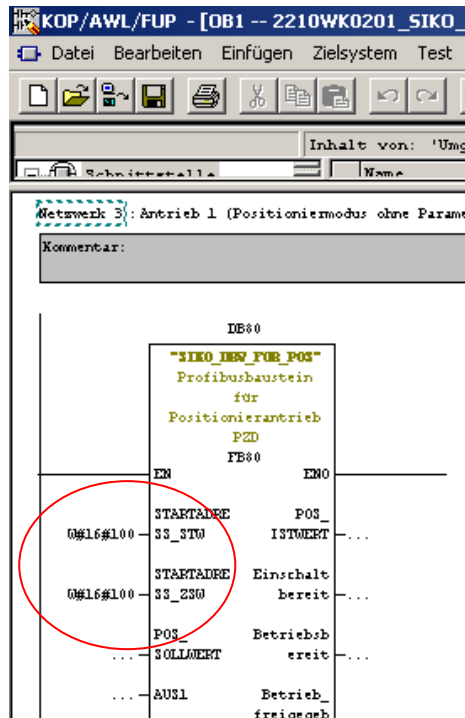 KOP/AWL/FUP - [OB1 -- 2210WK0201_SIKO_
Datei Bearbeiten Einfügen Zielsystem Test
Inhalt von: 'Umg
Schnittstelle Name
Netzwerk 3: Antrieb 1 (Positioniermodus ohne Parame
Kommentar:
DB80
"SIKO_DBW_FOR_POS"
Profibusbaustein
für
Positionierantrieb
PZD
FB80
EN ENO
STARTADRE POS_
W#16#100 SS_STW ISTWERT ...
STARTADRE Einschalt
W#16#100 SS_ZSW bereit ...
POS_ Betriebsb
... SOLLWERT ereit ...
... AUS1 Betrieb_
freigegeb